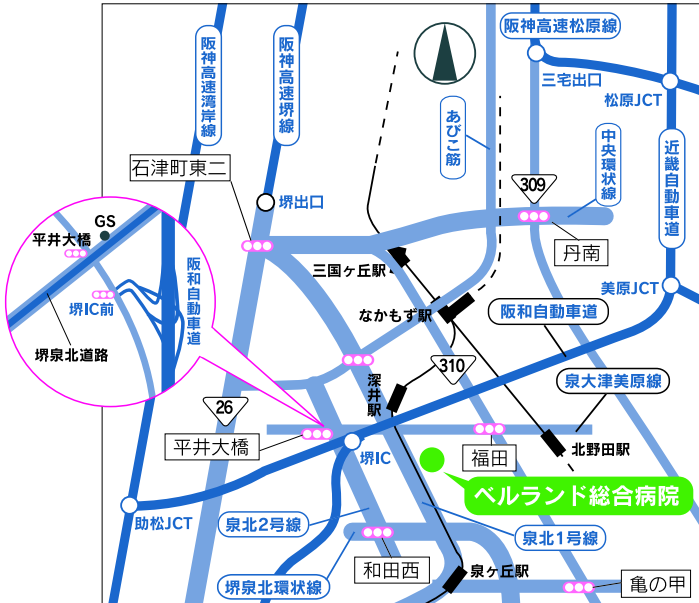 阪神高速湾岸線
阪神高速堺線
阪神高速松原線
三宅出口
松原JCT
あびこ筋
中央環状線
近畿自動車道
石津町東二
309
堺出口
丹南
GS
平井大橋
三国ヶ丘駅
美原JCT
阪和自動車道
堺IC前
なかもず駅
阪和自動車道
堺泉北道路
310
深井駅
泉大津美原線
26
平井大橋
堺IC
福田
北野田駅
ベルランド総合病院
助松JCT
泉北2号線
泉北1号線
和田西
泉ヶ丘駅
堺泉北環状線
亀の甲